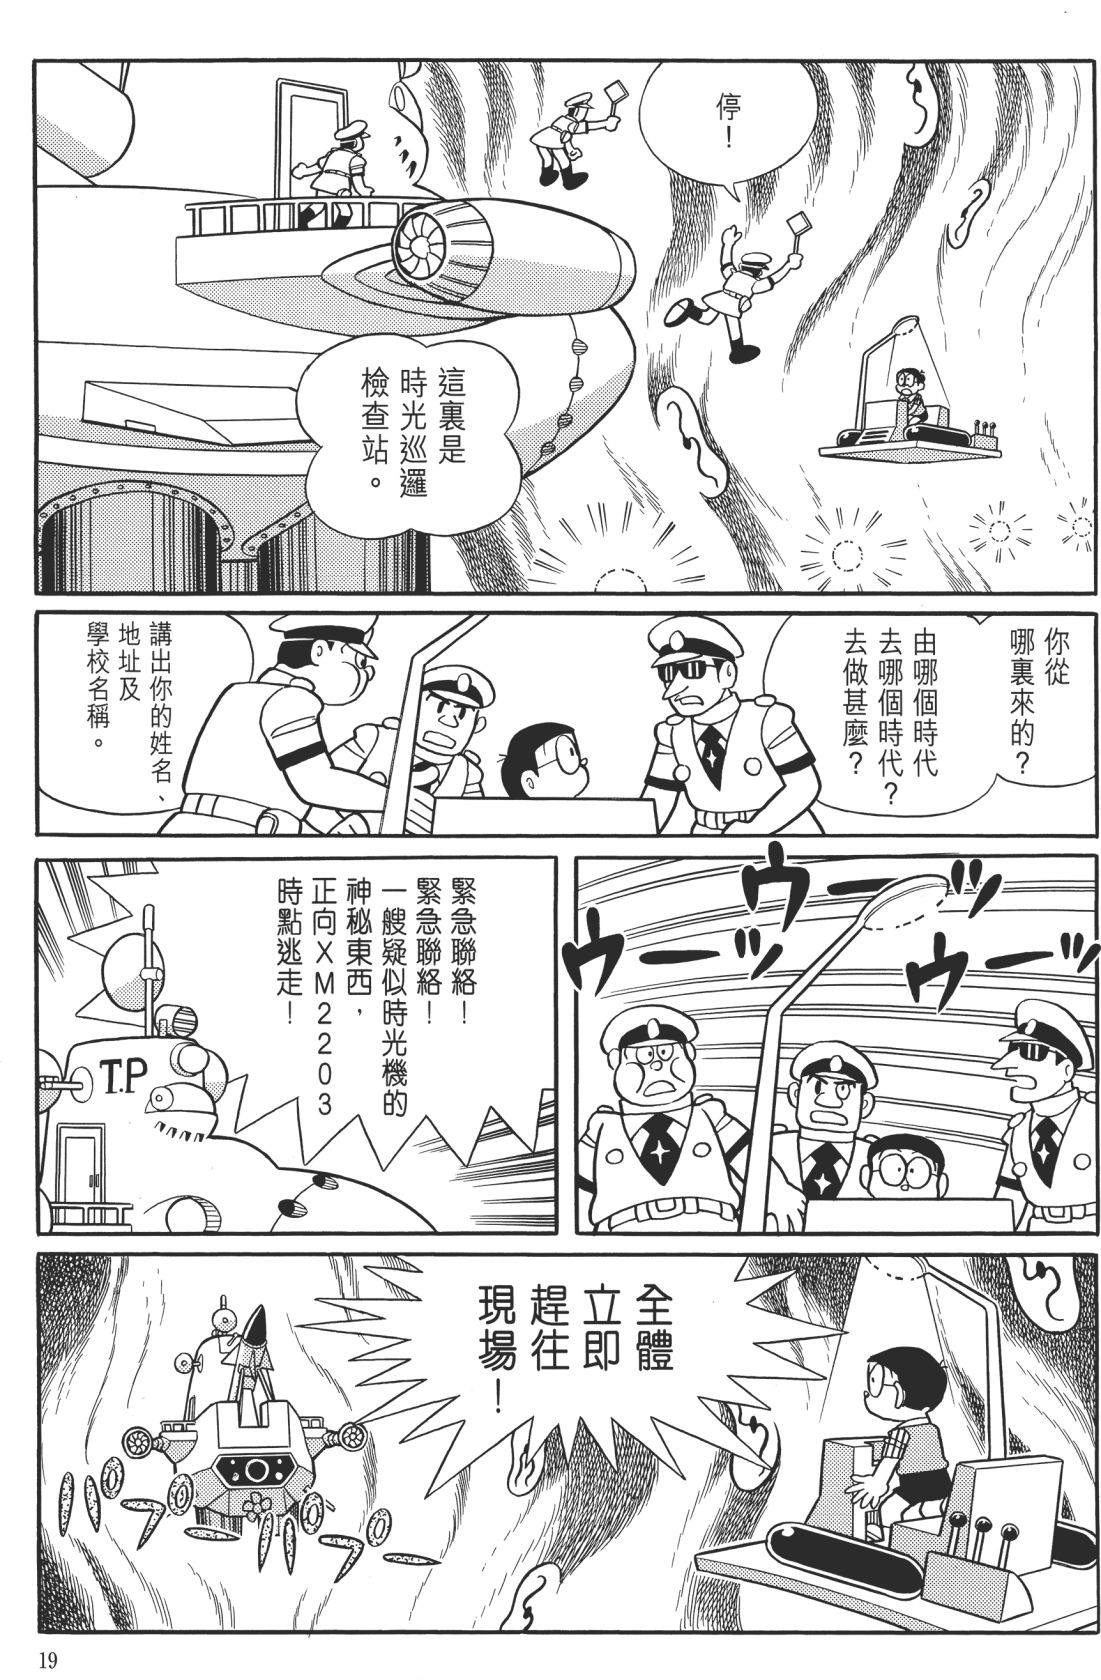 停！
這裏是
時光巡邏
檢查站。
你從
哪裏來的？
由哪個時代
去哪個時代？
去做甚麼？
講出你的姓名、
地址及
學校名稱。
ウーッ
ウーッ
ウーッ
緊急聯絡！
緊急聯絡！
一艘疑似時光機的
神秘東西，
正向XM2203
時點逃走！
T.P
全體
立即
趕往
現場！
19